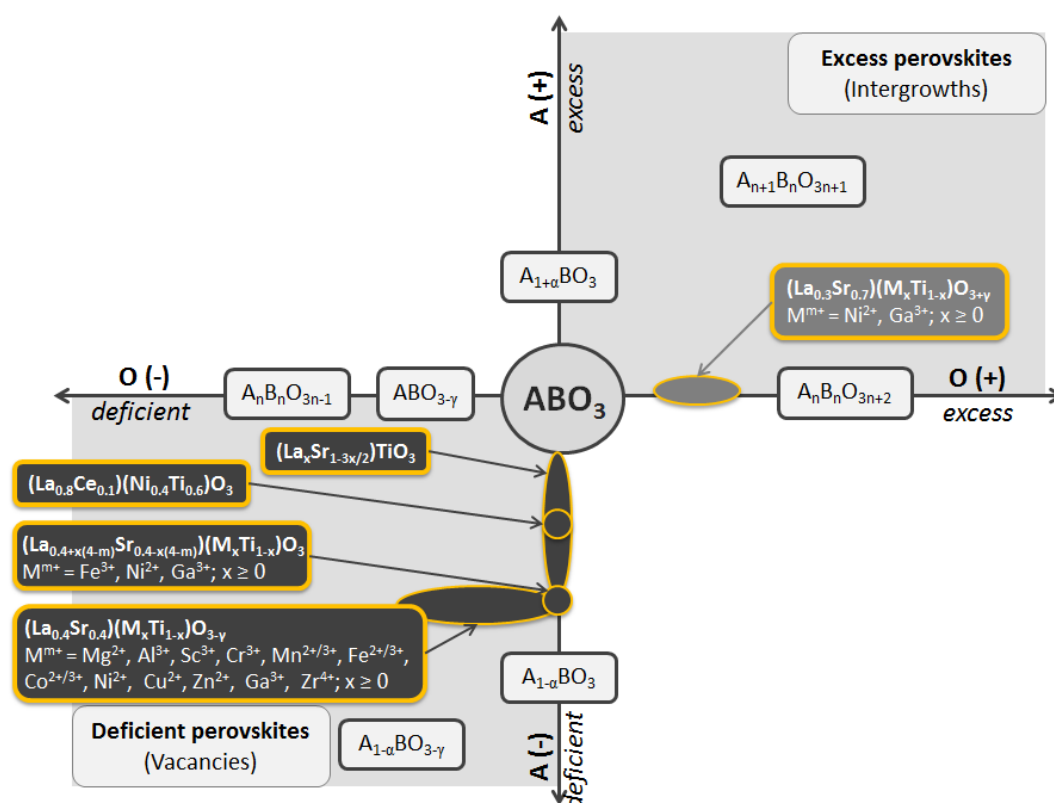 Excess perovskites
(Intergrowths)
A (+)
excess
Aₙ₊₁BₙO₃ₙ₊₁
A₁₊αBO₃
(La₀.₃Sr₀.₇)(MₓTi₁₋ₓ)O₃₊γ
Mᵐ⁺ = Ni²⁺, Ga³⁺; x ≥ 0
O (-)
deficient
AₙBₙO₃ₙ₋₁
ABO₃₋γ
ABO₃
AₙBₙO₃ₙ₊₂
O (+)
excess
(LaₓSr₁₋₃ₓ/₂)TiO₃
(La₀.₈Ce₀.₁)(Ni₀.₄Ti₀.₆)O₃
(La₀.₄₊ₓ₍₄₋ₘ₎Sr₀.₄₋ₓ₍₄₋ₘ₎)(MₓTi₁₋ₓ)O₃
Mᵐ⁺ = Fe³⁺, Ni²⁺, Ga³⁺; x ≥ 0
(La₀.₄Sr₀.₄)(MₓTi₁₋ₓ)O₃₋γ
Mᵐ⁺ = Mg²⁺, Al³⁺, Sc³⁺, Cr³⁺, Mn²⁺/³⁺, Fe²⁺/³⁺,
Co²⁺/³⁺, Ni²⁺, Cu²⁺, Zn²⁺, Ga³⁺, Zr⁴⁺; x ≥ 0
A₁₋αBO₃
Deficient perovskites
(Vacancies)
A₁₋αBO₃₋γ
A (-)
deficient